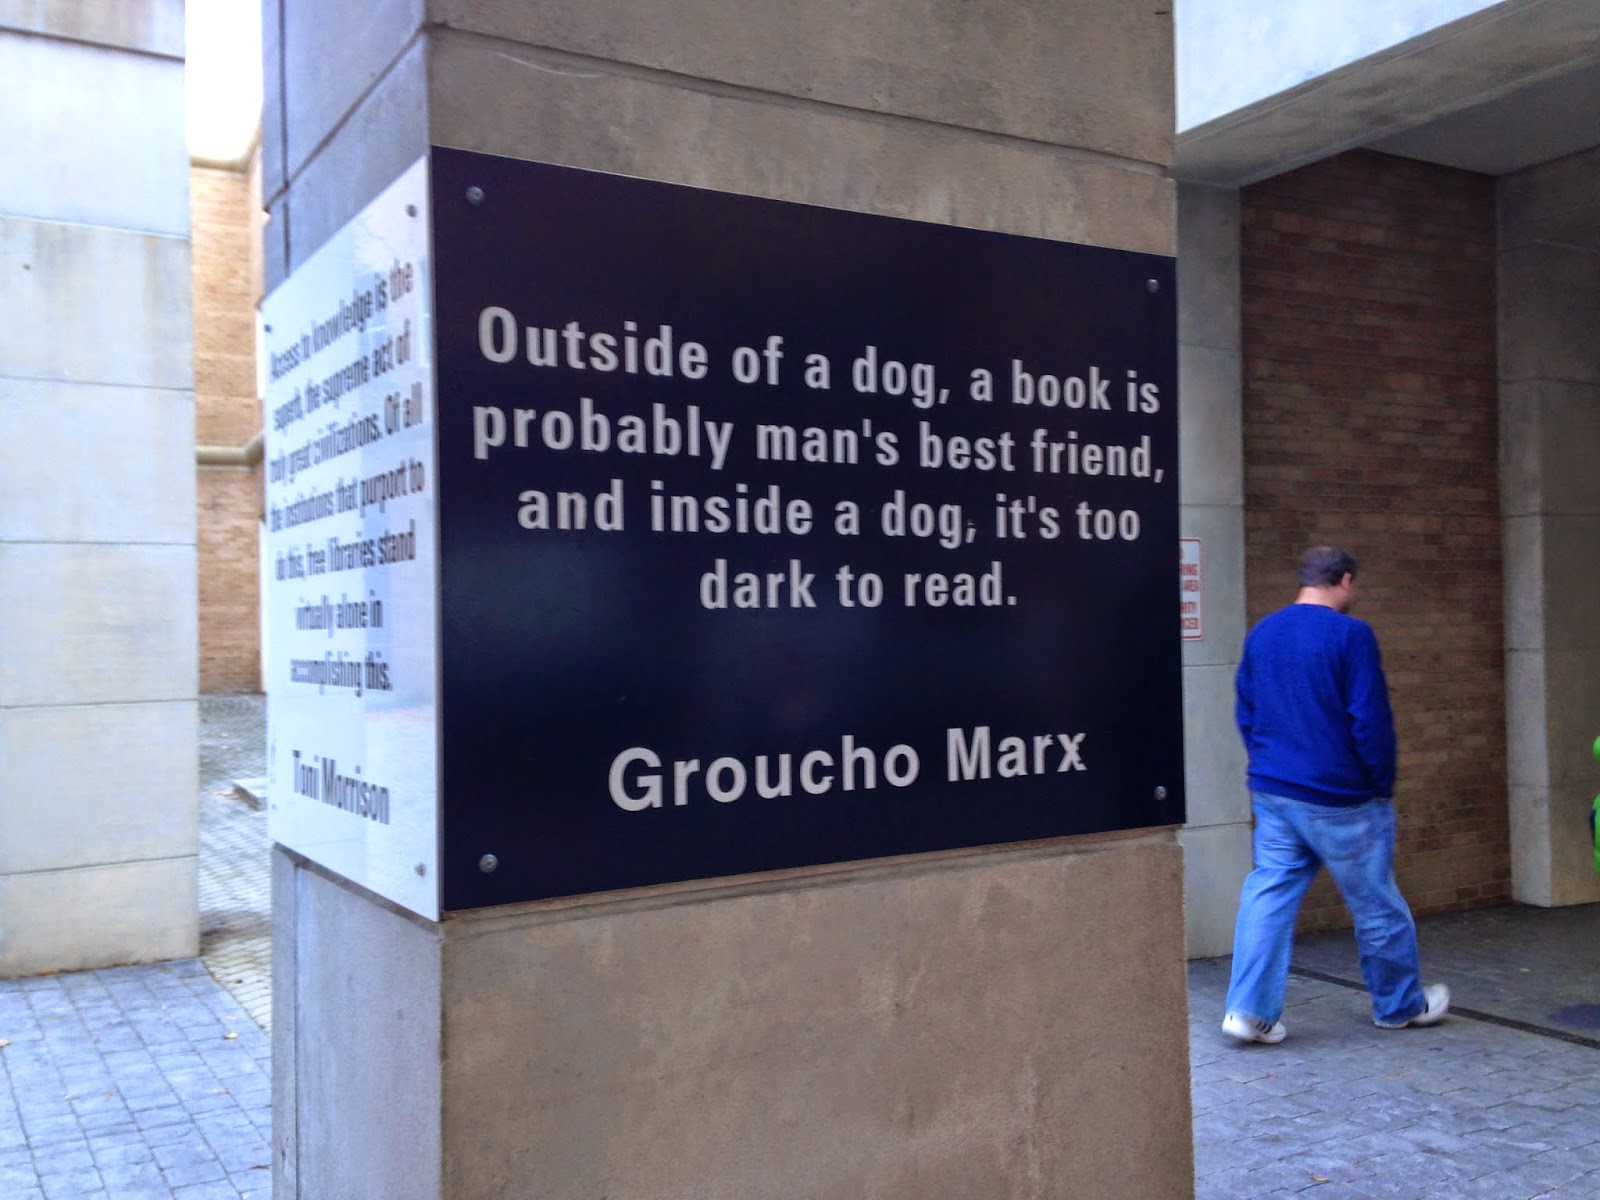 Access to knowledge is the
superb, the supreme act of
truly great civilizations. Of all
the institutions that purport to
do this, free libraries stand
virtually alone in
accomplishing this.
Toni Morrison
Outside of a dog, a book is
probably man's best friend,
and inside a dog, it's too
dark to read.
Groucho Marx